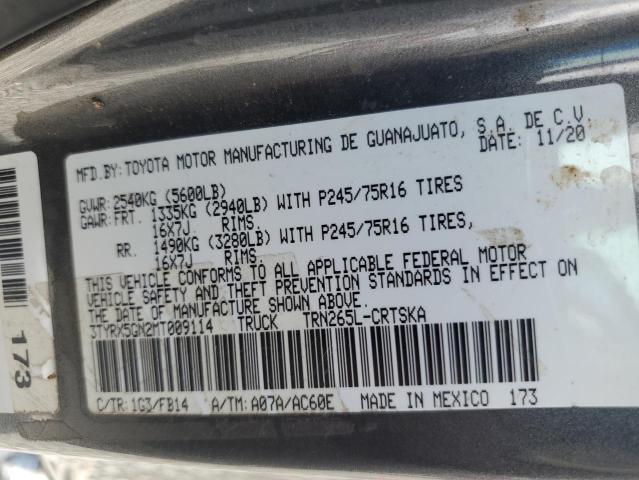 MFD.BY: TOYOTA MOTOR MANUFACTURING DE GUANAJUATO, S.A. DE C.V.
DATE: 11/20
GVWR: 2540KG (5600LB)
GAWR: FRT. 1335KG (2940LB) WITH P245/75R16 TIRES
16X7J RIMS.
RR. 1490KG (3280LB) WITH P245/75R16 TIRES,
16X7J RIMS.
THIS VEHICLE CONFORMS TO ALL APPLICABLE FEDERAL MOTOR
VEHICLE SAFETY AND THEFT PREVENTION STANDARDS IN EFFECT ON
THE DATE OF MANUFACTURE SHOWN ABOVE.
3TYRX5GN2MT009114 TRUCK TRN265L-CRTSKA
C/TR: 1G3/FB14 A/TM: A07A/AC60E MADE IN MEXICO 173
173